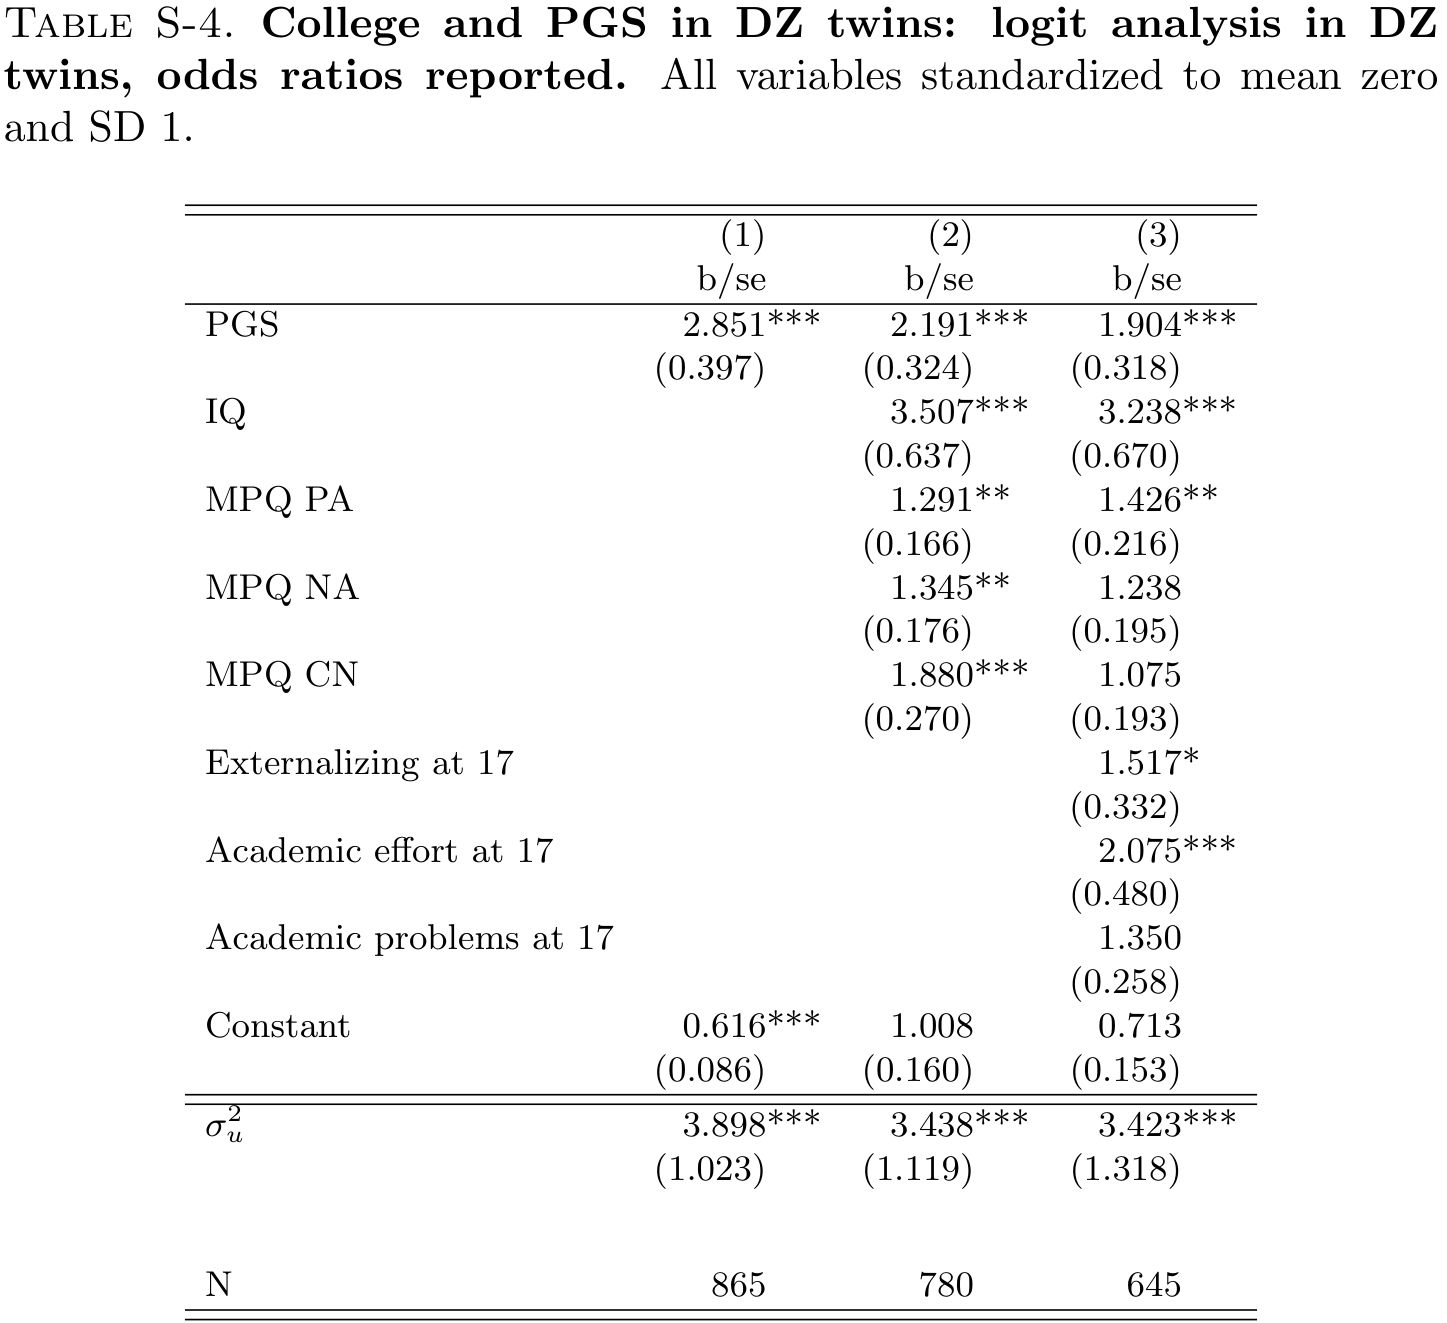 TABLE S-4. College and PGS in DZ twins: logit analysis in DZ
twins, odds ratios reported. All variables standardized to mean zero
and SD 1.
(1) (2) (3)
b/se b/se b/se
PGS 2.851*** 2.191*** 1.904***
(0.397) (0.324) (0.318)
IQ 3.507*** 3.238***
(0.637) (0.670)
MPQ PA 1.291** 1.426**
(0.166) (0.216)
MPQ NA 1.345** 1.238
(0.176) (0.195)
MPQ CN 1.880*** 1.075
(0.270) (0.193)
Externalizing at 17 1.517*
(0.332)
Academic effort at 17 2.075***
(0.480)
Academic problems at 17 1.350
(0.258)
Constant 0.616*** 1.008 0.713
(0.086) (0.160) (0.153)
σ²ᵤ 3.898*** 3.438*** 3.423***
(1.023) (1.119) (1.318)
N 865 780 645